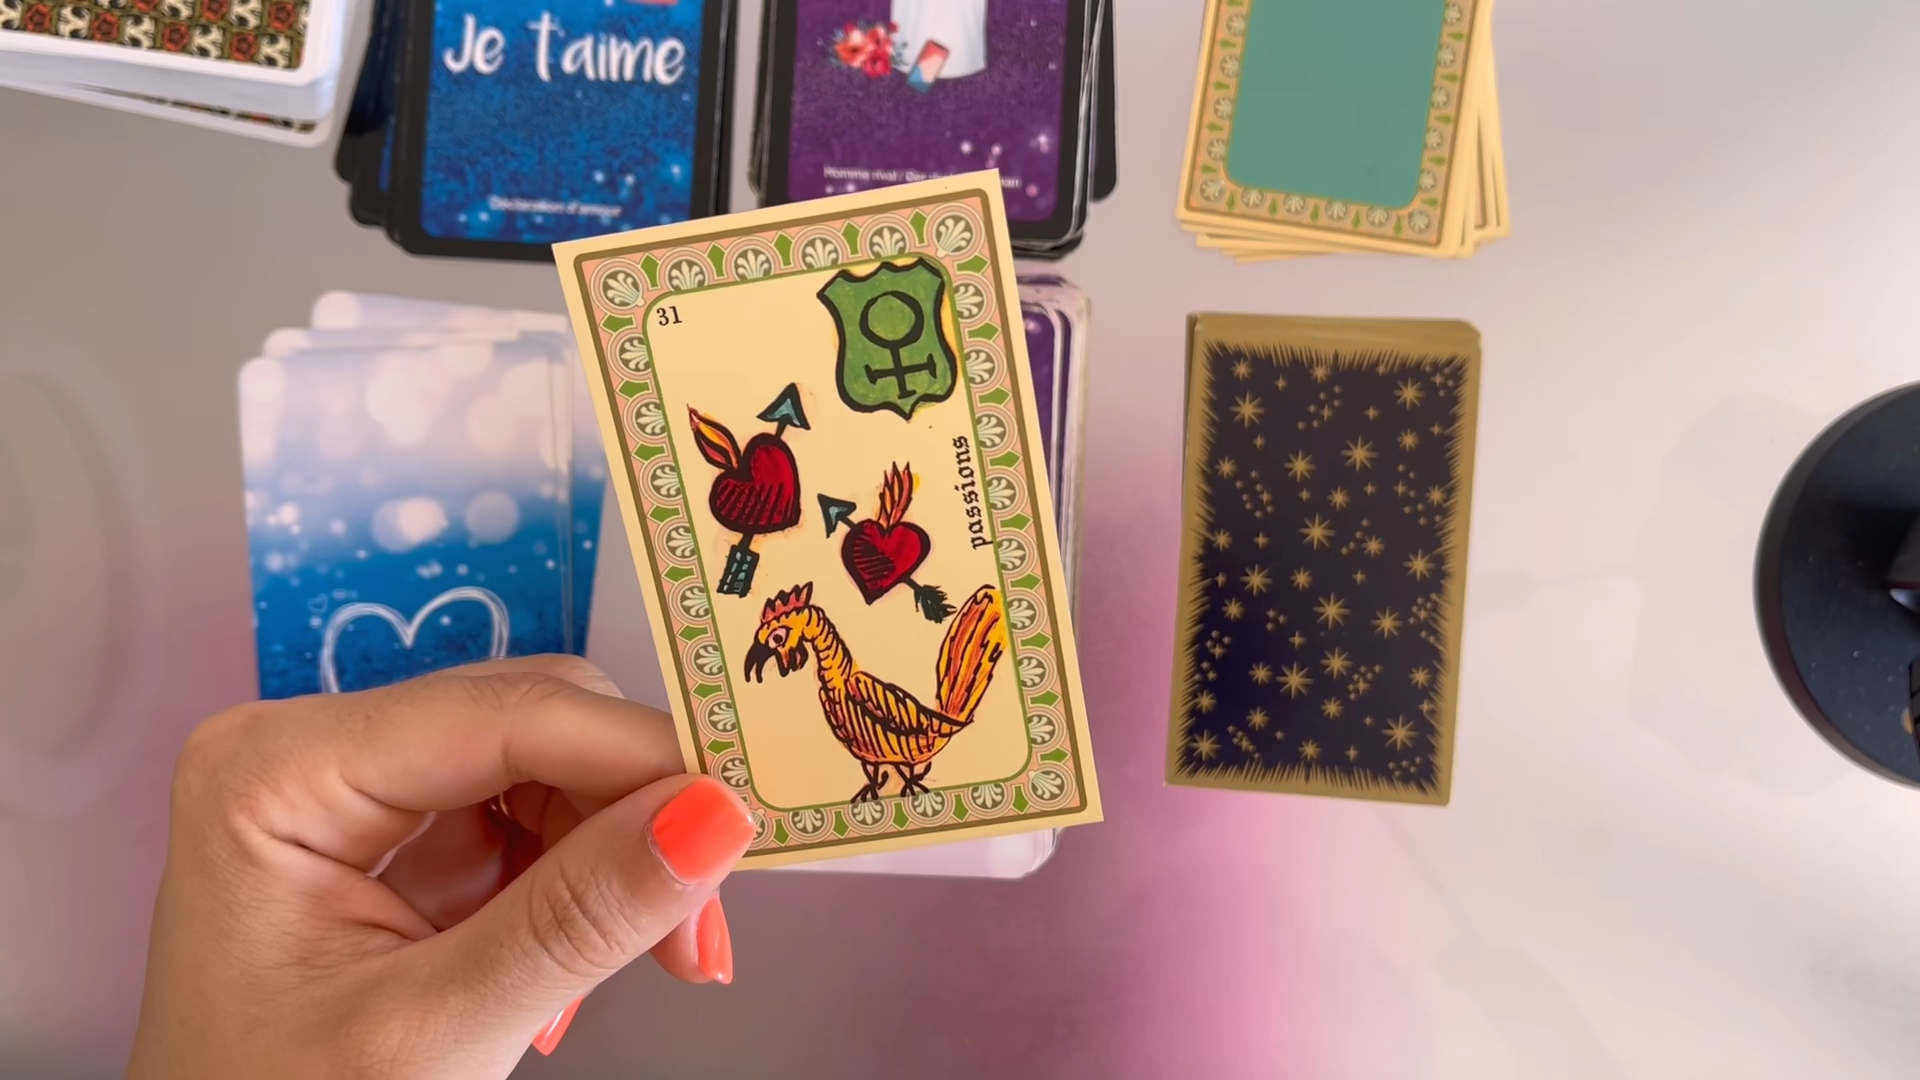 Je t'aime
Déclaration d'amour
Homme rival /
31
passions